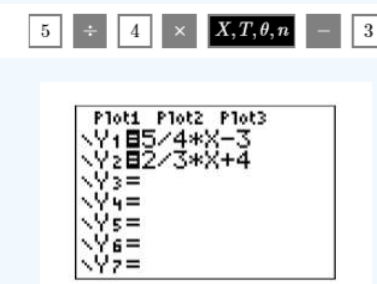 5 ÷ 4 × X,T,θ,n − 3
Plot1 Plot2 Plot3
\Y1=5/4*X-3
\Y2=2/3*X+4
\Y3=
\Y4=
\Y5=
\Y6=
\Y7=